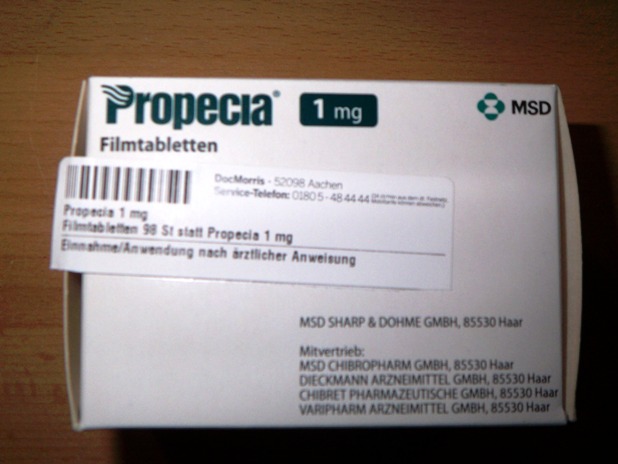 Propecia® 1 mg
MSD
Filmtabletten
DocMorris - 52098 Aachen
Service-Telefon: 01805-48 44 44
Propecia 1 mg
Filmtabletten 98 St statt Propecia 1 mg
Einnahme/Anwendung nach ärztlicher Anweisung
MSD SHARP & DOHME GMBH, 85530 Haar
Mitvertrieb:
MSD CHIBROPHARM GMBH, 85530 Haar
DIECKMANN ARZNEIMITTEL GMBH, 85530 Haar
CHIBRET PHARMAZEUTISCHE GMBH, 85530 Haar
VARIPHARM ARZNEIMITTEL GMBH, 85530 Haar